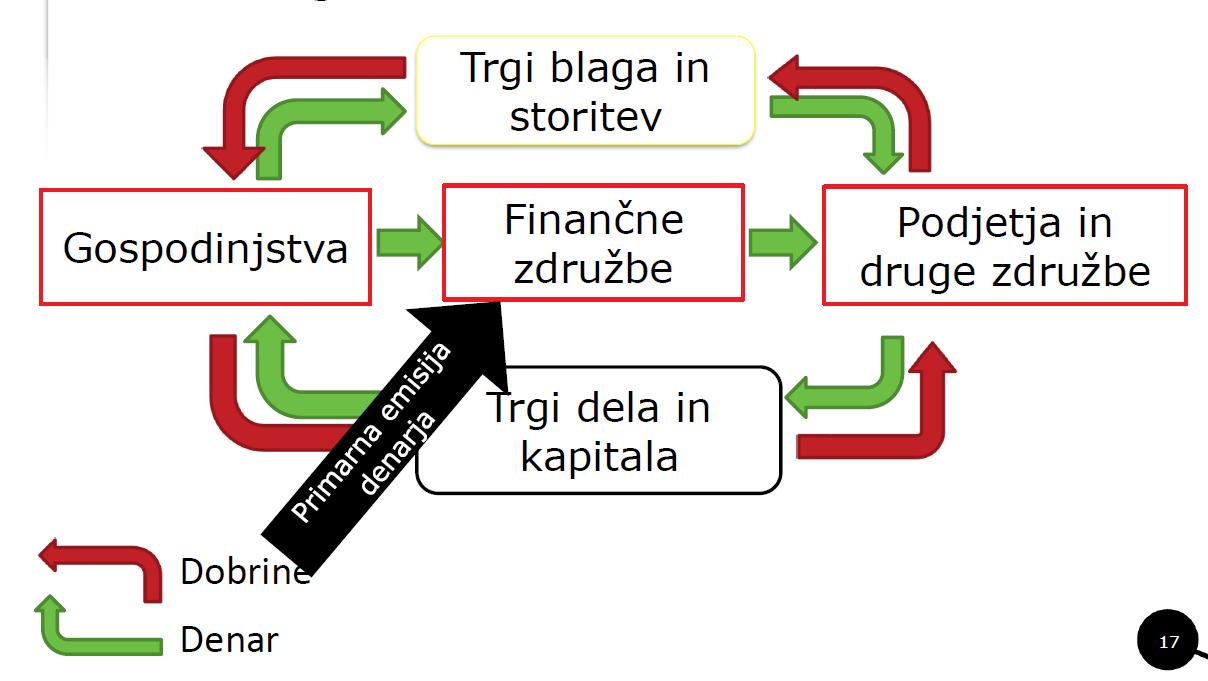 Trgi blaga in
storitev
Gospodinjstva
Finančne
združbe
Podjetja in
druge združbe
Primarna emisija
denarja
Trgi dela in
kapitala
Dobrine
Denar
17